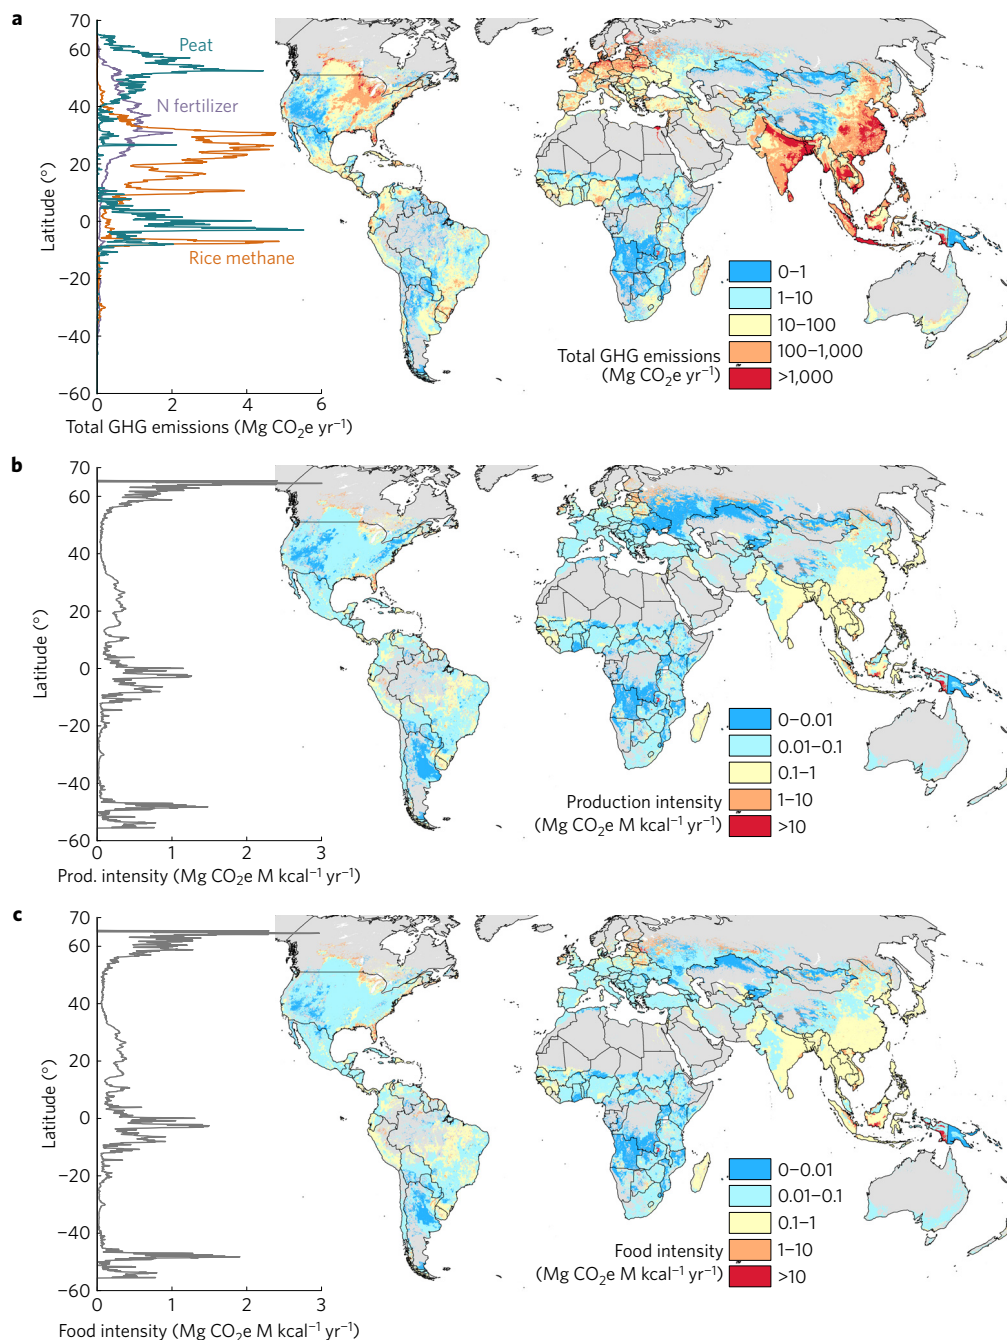 a
70
60
40
20
0
−20
−40
−60
Latitude (°)
Peat
N fertilizer
Rice methane
0
2
4
6
Total GHG emissions (Mg CO₂e yr⁻¹)
0–1
1–10
10–100
100–1,000
>1,000
Total GHG emissions
(Mg CO₂e yr⁻¹)
b
70
60
40
20
0
−20
−40
−60
Latitude (°)
0
1
2
3
Prod. intensity (Mg CO₂e M kcal⁻¹ yr⁻¹)
0–0.01
0.01–0.1
0.1–1
1–10
>10
Production intensity
(Mg CO₂e M kcal⁻¹ yr⁻¹)
c
70
60
40
20
0
−20
−40
−60
Latitude (°)
0
1
2
3
Food intensity (Mg CO₂e M kcal⁻¹ yr⁻¹)
0–0.01
0.01–0.1
0.1–1
1–10
>10
Food intensity
(Mg CO₂e M kcal⁻¹ yr⁻¹)